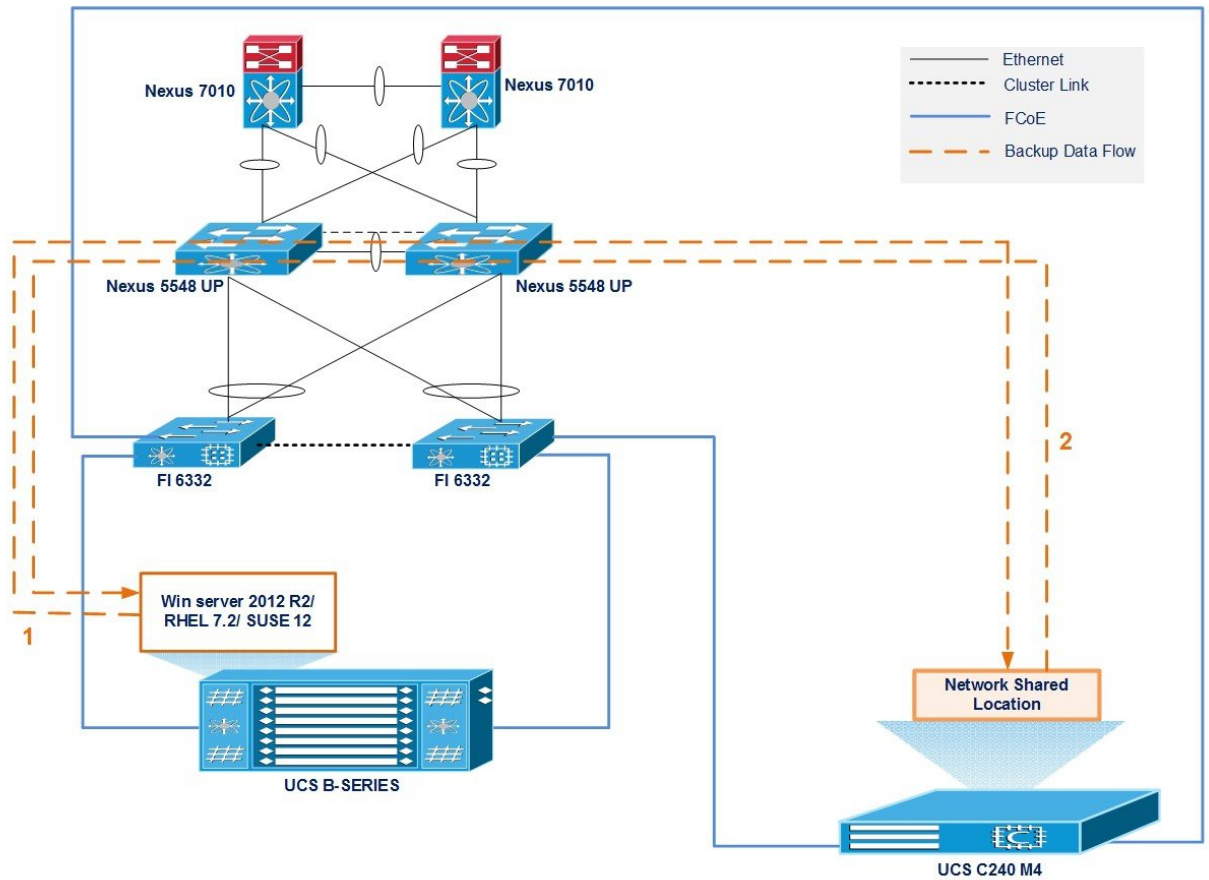 Nexus 7010
Nexus 7010
Ethernet
Cluster Link
FCoE
Backup Data Flow
Nexus 5548 UP
Nexus 5548 UP
FI 6332
FI 6332
2
Win server 2012 R2/
RHEL 7.2/ SUSE 12
1
Network Shared
Location
UCS B-SERIES
UCS C240 M4